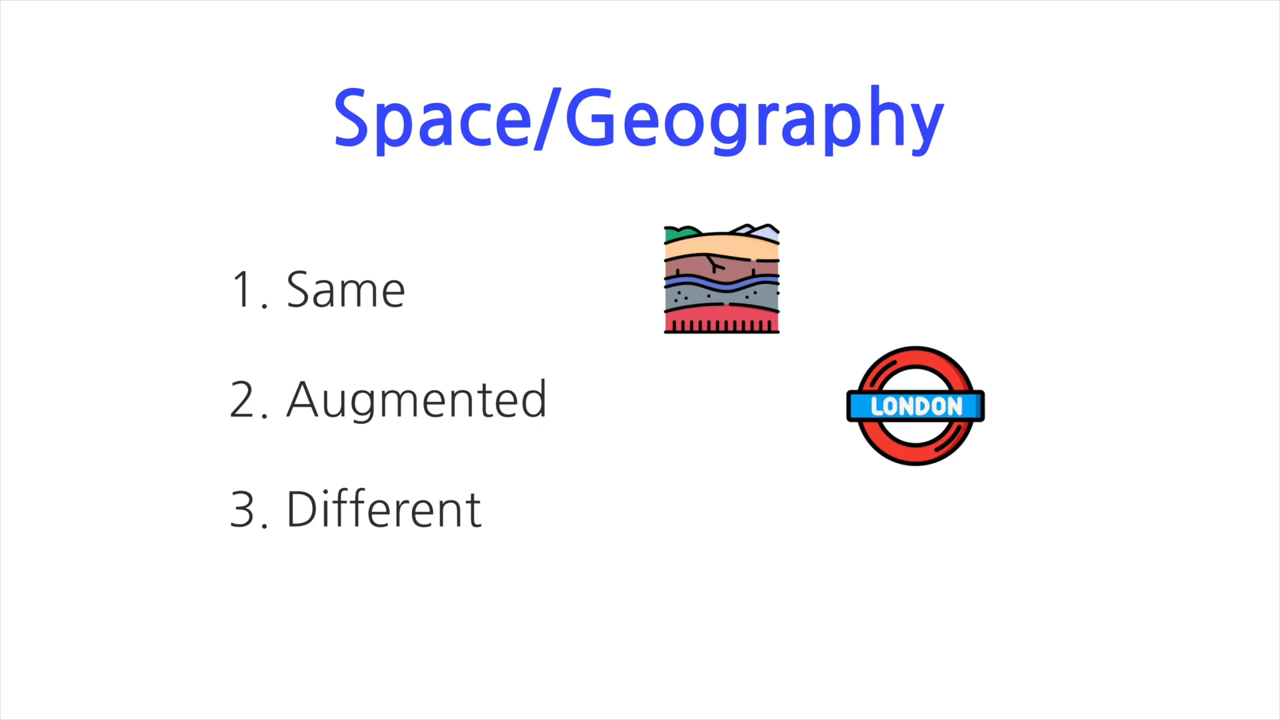 Space/Geography
1. Same
2. Augmented
LONDON
3. Different